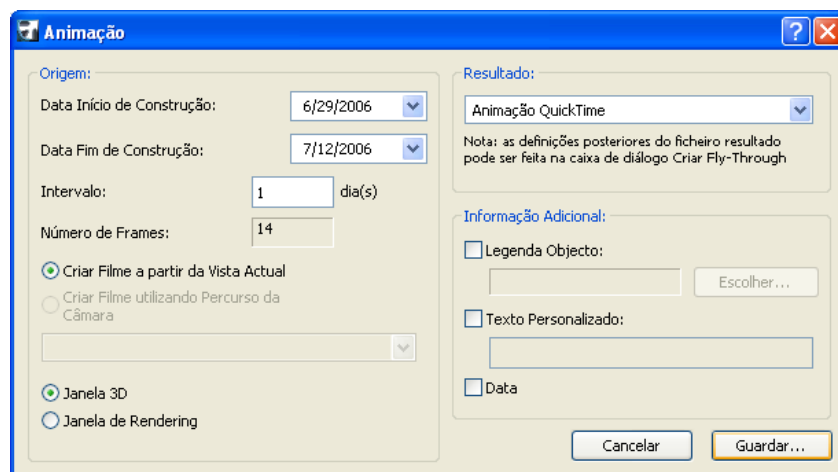 Animação
Origem:
Data Início de Construção:
6/29/2006
Data Fim de Construção:
7/12/2006
Intervalo:
1
dia(s)
Número de Frames:
14
Criar Filme a partir da Vista Actual
Criar Filme utilizando Percurso da
Câmara
Janela 3D
Janela de Rendering
Resultado:
Animação QuickTime
Nota: as definições posteriores do ficheiro resultado
pode ser feita na caixa de diálogo Criar Fly-Through
Informação Adicional:
Legenda Objecto:
Escolher...
Texto Personalizado:
Data
Cancelar
Guardar...